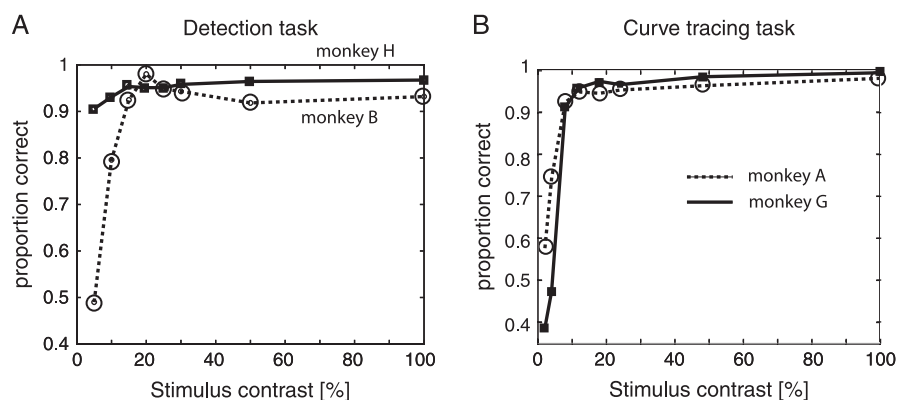 A
Detection task
monkey H
monkey B
proportion correct
1
0.9
0.8
0.7
0.6
0.5
0.4
0
20
40
60
80
100
Stimulus contrast [%]
B
Curve tracing task
monkey A
monkey G
proportion correct
1
0.9
0.8
0.7
0.6
0.5
0.4
0
20
40
60
80
100
Stimulus contrast [%]